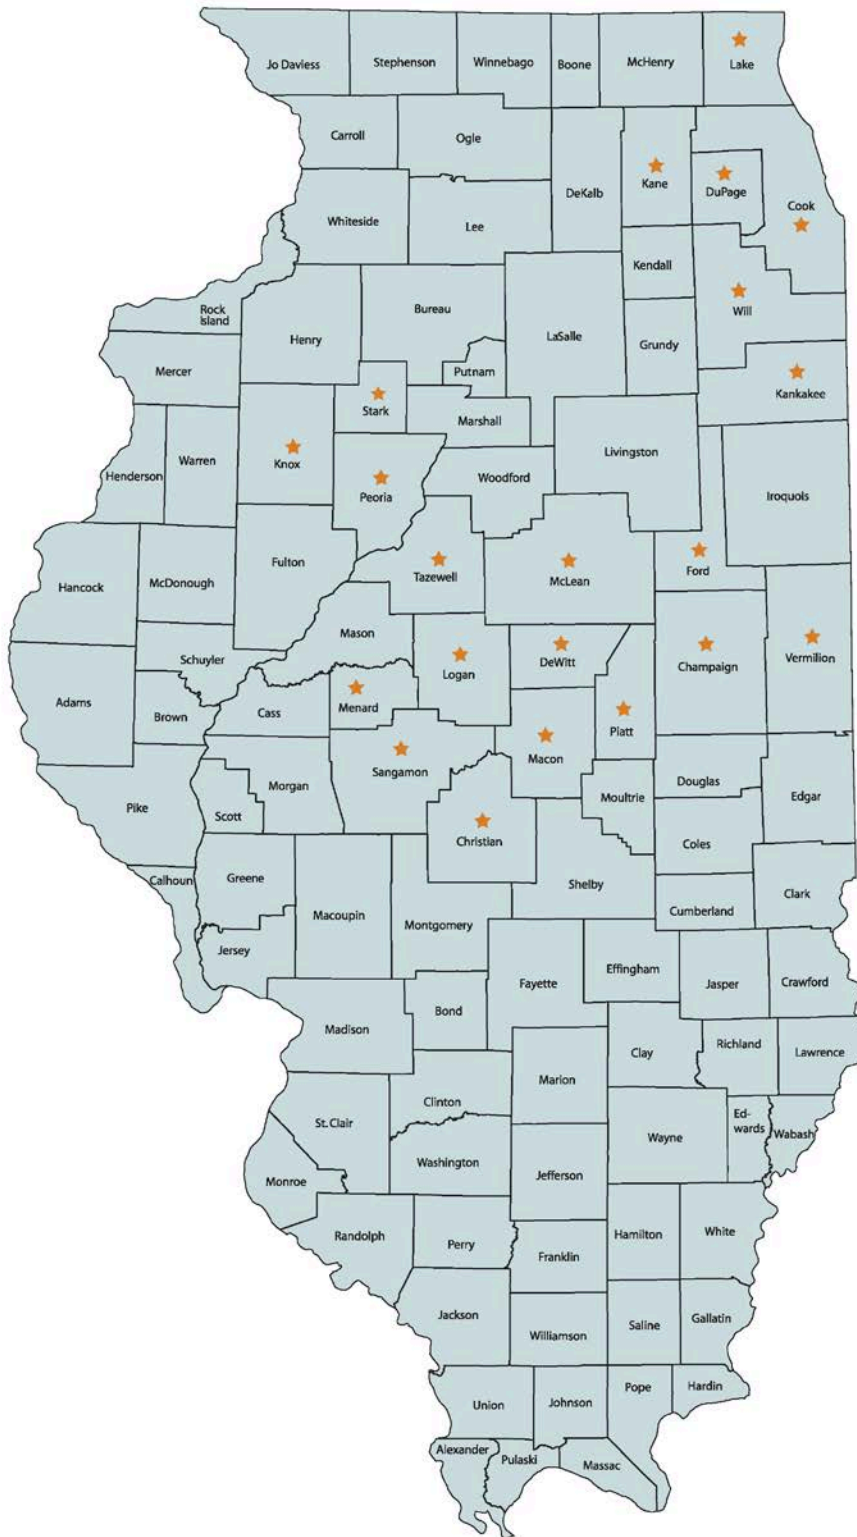 Jo Daviess
Stephenson
Winnebago
Boone
McHenry
Lake
Carroll
Ogle
DeKalb
Kane
DuPage
Cook
Whiteside
Lee
Kendall
Rock
Island
Henry
Bureau
LaSalle
Grundy
Will
Mercer
Putnam
Stark
Kankakee
Marshall
Henderson
Warren
Knox
Peoria
Woodford
Livingston
Iroquois
Hancock
McDonough
Fulton
Tazewell
McLean
Ford
Mason
Schuyler
Logan
DeWitt
Champaign
Vermilion
Adams
Brown
Cass
Menard
Piatt
Macon
Sangamon
Pike
Scott
Morgan
Christian
Moultrie
Douglas
Edgar
Coles
Calhoun
Greene
Macoupin
Montgomery
Shelby
Cumberland
Clark
Jersey
Fayette
Effingham
Jasper
Crawford
Madison
Bond
Marion
Clay
Richland
Lawrence
St. Clair
Clinton
Wayne
Ed-
wards
Wabash
Washington
Jefferson
Monroe
Randolph
Perry
Franklin
Hamilton
White
Jackson
Williamson
Saline
Gallatin
Union
Johnson
Pope
Hardin
Alexander
Pulaski
Massac